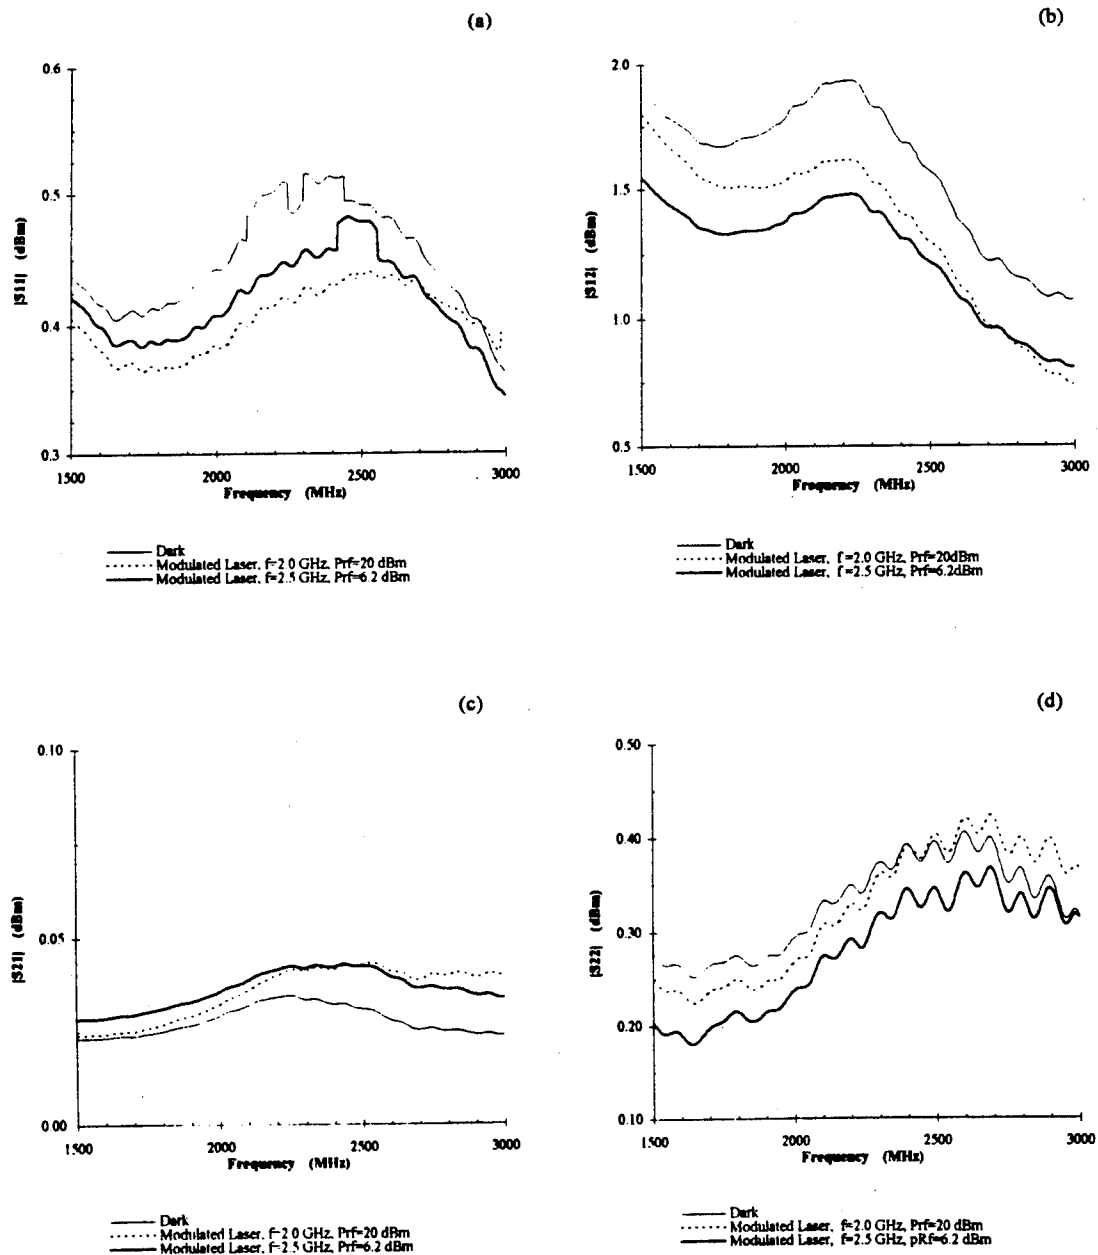 (a)
0.6
0.5
0.4
0.3
|S11| (dBm)
1500 2000 2500 3000
Frequency (MHz)
Dark
Modulated Laser, f=2.0 GHz, Prf=20 dBm
Modulated Laser, f=2.5 GHz, Prf=6.2 dBm
(b)
2.0
1.5
1.0
0.5
|S12| (dBm)
1500 2000 2500 3000
Frequency (MHz)
Dark
Modulated Laser, f=2.0 GHz, Prf=20dBm
Modulated Laser, f=2.5 GHz, Prf=6.2dBm
(c)
0.10
0.05
0.00
|S21| (dBm)
1500 2000 2500 3000
Frequency (MHz)
Dark
Modulated Laser, f=2.0 GHz, Prf=20 dBm
Modulated Laser, f=2.5 GHz, Prf=6.2 dBm
(d)
0.50
0.40
0.30
0.20
0.10
|S22| (dBm)
1500 2000 2500 3000
Frequency (MHz)
Dark
Modulated Laser, f=2.0 GHz, Prf=20 dBm
Modulated Laser, f=2.5 GHz, pRf=6.2 dBm